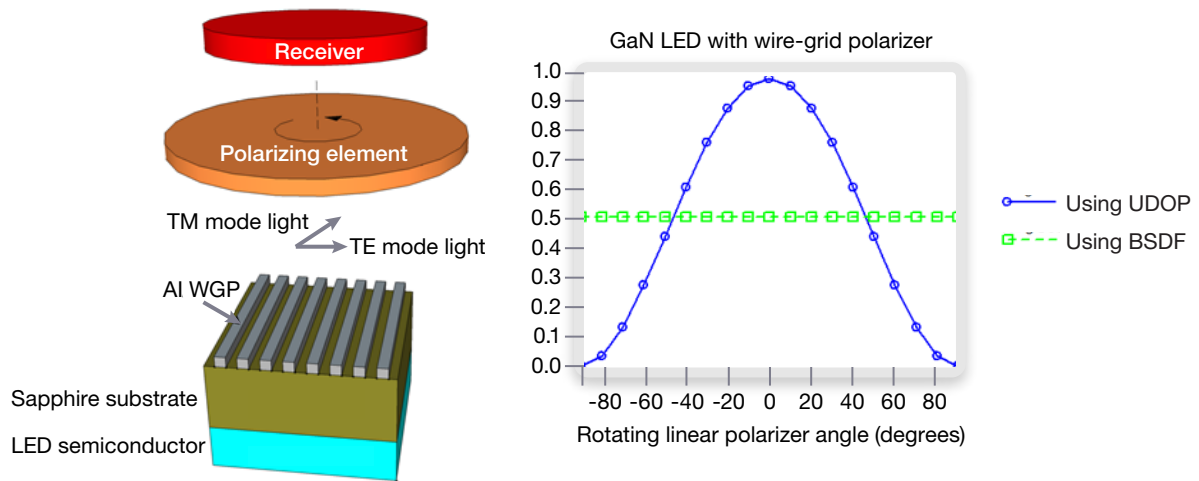 Receiver
Polarizing element
TM mode light
TE mode light
Al WGP
Sapphire substrate
LED semiconductor
GaN LED with wire-grid polarizer
1.0
0.9
0.8
0.7
0.6
0.5
0.4
0.3
0.2
0.1
0.0
-80 -60 -40 -20 0 20 40 60 80
Rotating linear polarizer angle (degrees)
Using UDOP
Using BSDF